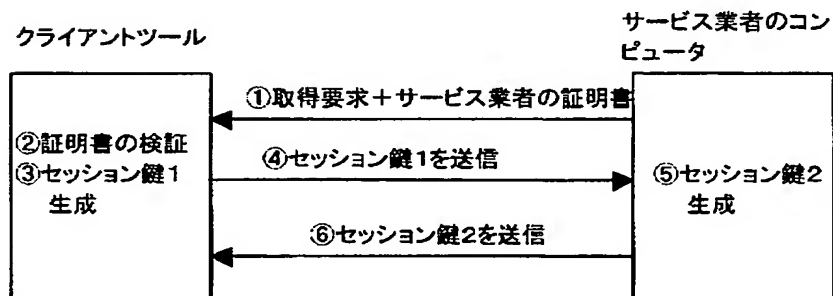 クライアントツール
サービス業者のコン
ピュータ
①取得要求+サービス業者の証明書
②証明書の検証
③セッション鍵1
生成
④セッション鍵1を送信
⑤セッション鍵2
生成
⑥セッション鍵2を送信